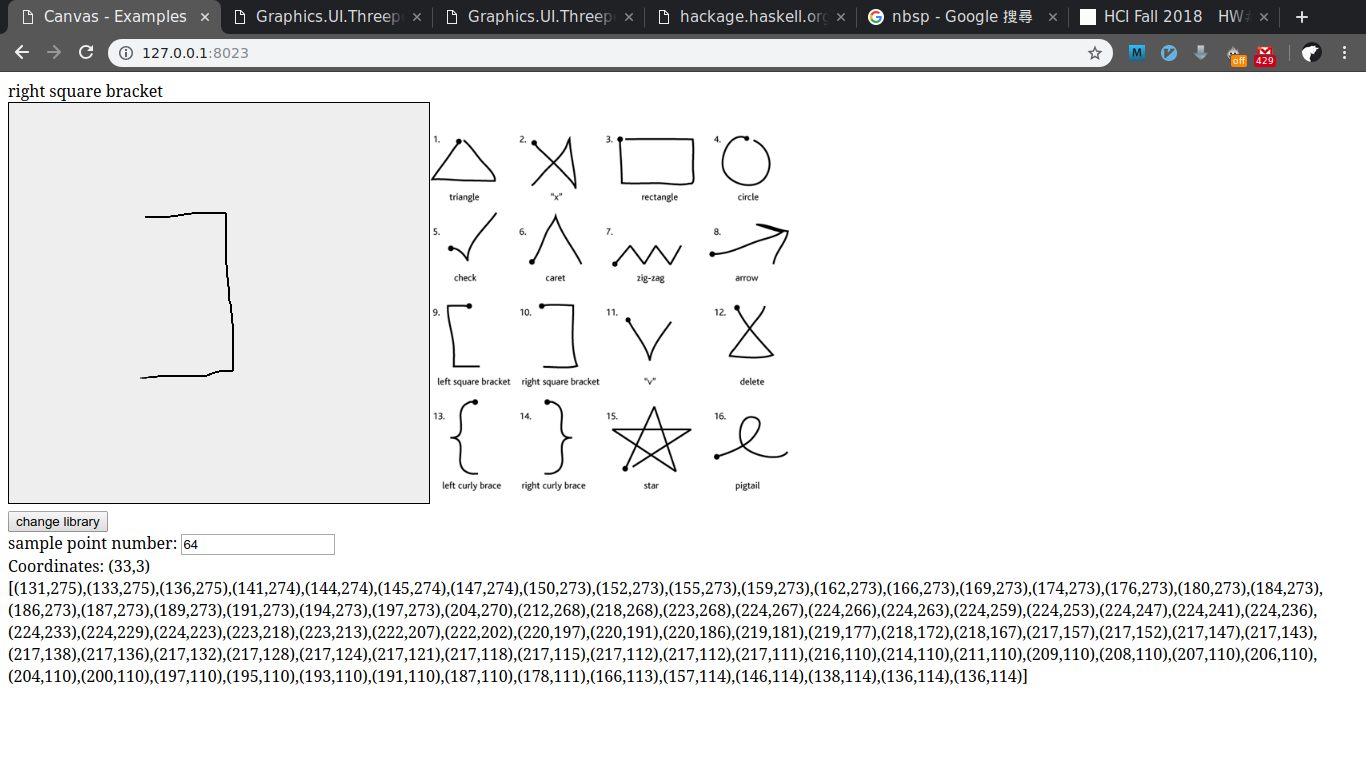 Canvas - Examples
Graphics.UI.Threep
Graphics.UI.Threep
hackage.haskell.org
nbsp - Google 搜尋
HCI Fall 2018 HW#
127.0.0.1:8023
M
off
429
right square bracket
1.
2.
3.
4.
triangle
"x"
rectangle
circle
5.
6.
7.
8.
check
caret
zig-zag
arrow
9.
10.
11.
12.
left square bracket
right square bracket
"v"
delete
13.
14.
15.
16.
left curly brace
right curly brace
star
pigtail
change library
sample point number: 64
Coordinates: (33,3)
[(131,275),(133,275),(136,275),(141,274),(144,274),(145,274),(147,274),(150,273),(152,273),(155,273),(159,273),(162,273),(166,273),(169,273),(174,273),(176,273),(180,273),(184,273),
(186,273),(187,273),(189,273),(191,273),(194,273),(197,273),(204,270),(212,268),(218,268),(223,268),(224,267),(224,266),(224,263),(224,259),(224,253),(224,247),(224,241),(224,236),
(224,233),(224,229),(224,223),(223,218),(223,213),(222,207),(222,202),(220,197),(220,191),(220,186),(219,181),(219,177),(218,172),(218,167),(217,157),(217,152),(217,147),(217,143),
(217,138),(217,136),(217,132),(217,128),(217,124),(217,121),(217,118),(217,115),(217,112),(217,112),(217,111),(216,110),(214,110),(211,110),(209,110),(208,110),(207,110),(206,110),
(204,110),(200,110),(197,110),(195,110),(193,110),(191,110),(187,110),(178,111),(166,113),(157,114),(146,114),(138,114),(136,114),(136,114)]